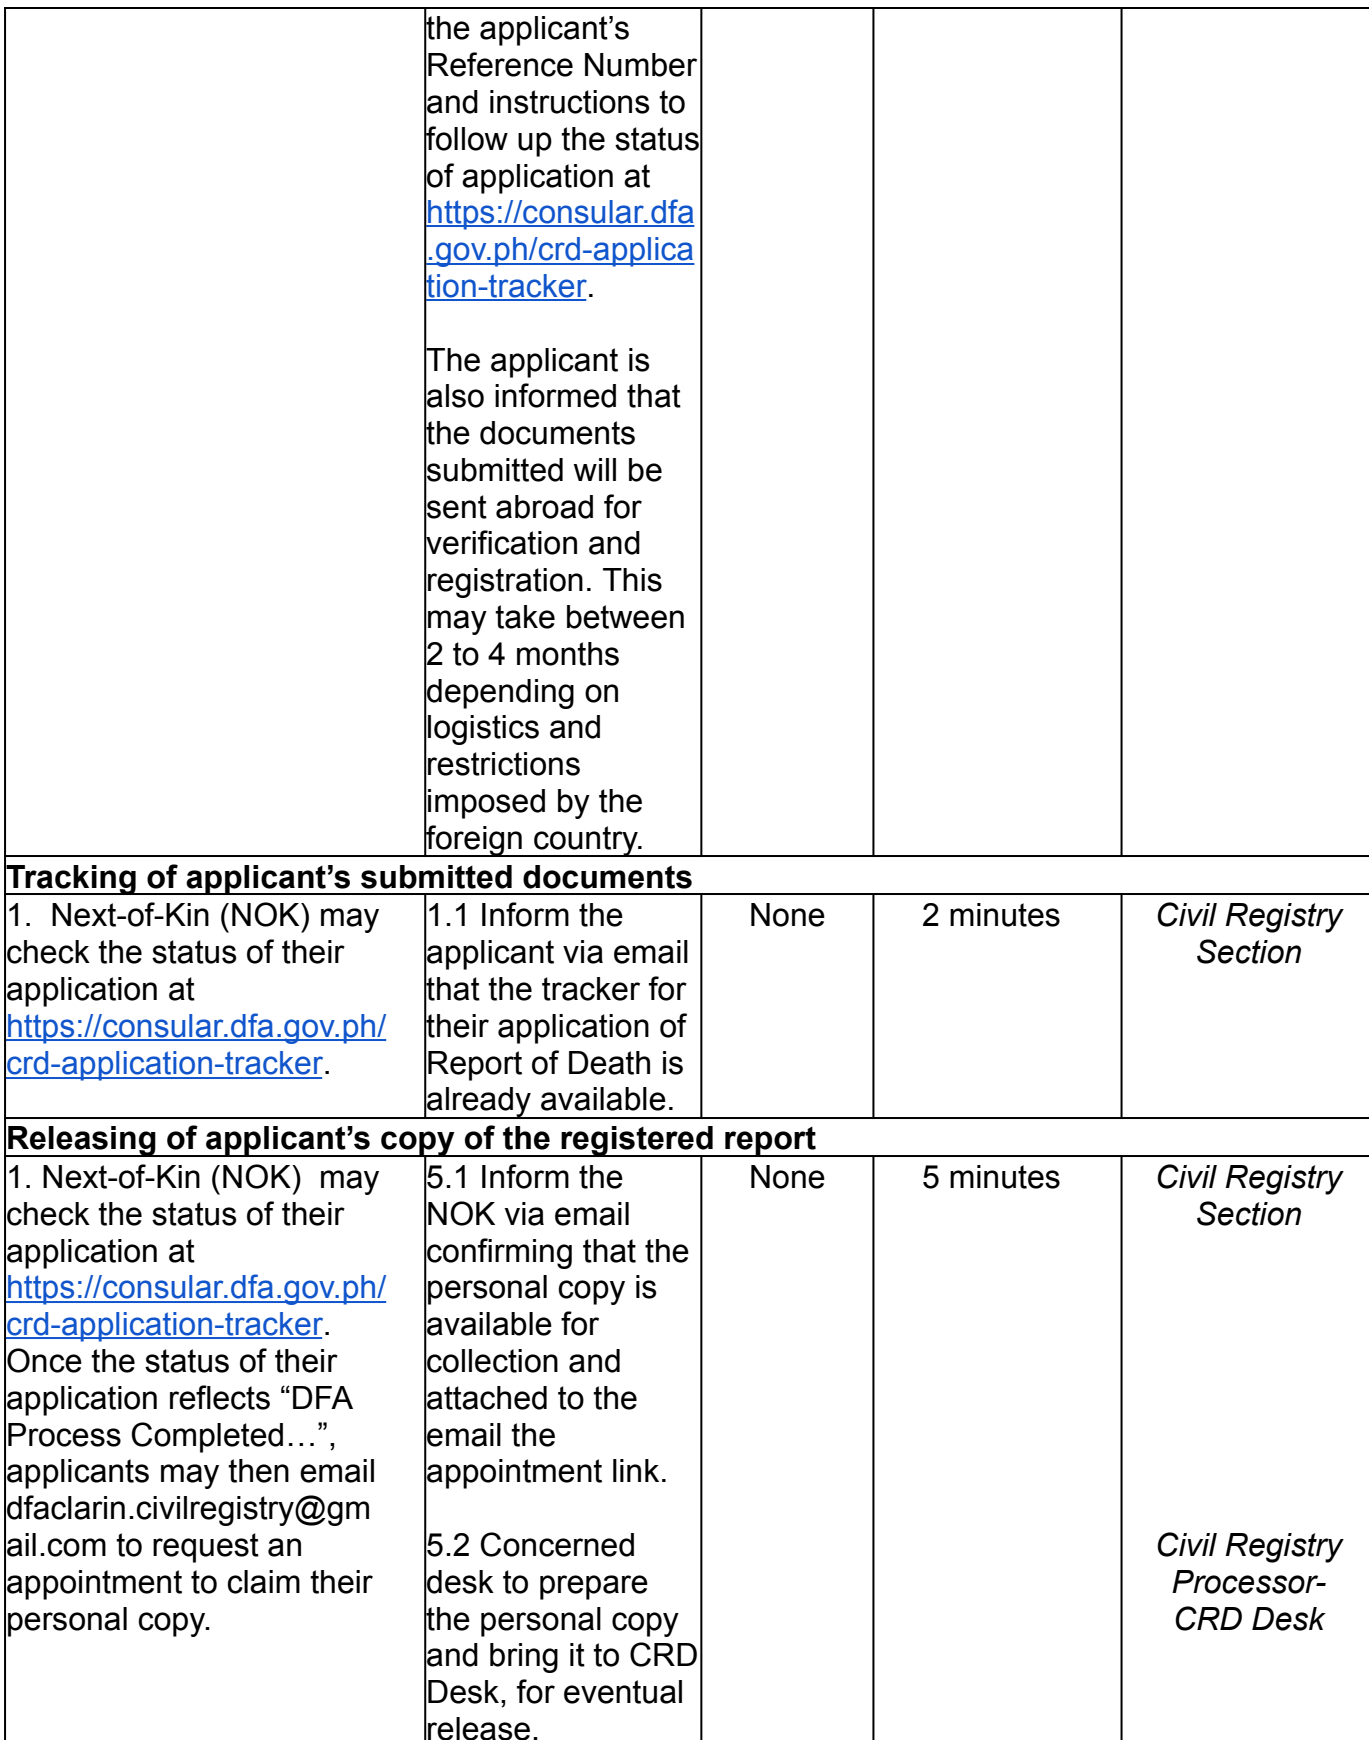 the applicant’s
Reference Number
and instructions to
follow up the status
of application at
https://consular.dfa
.gov.ph/crd-applica
tion-tracker.
The applicant is
also informed that
the documents
submitted will be
sent abroad for
verification and
registration. This
may take between
2 to 4 months
depending on
logistics and
restrictions
imposed by the
foreign country.
Tracking of applicant’s submitted documents
1. Next-of-Kin (NOK) may
check the status of their
application at
https://consular.dfa.gov.ph/
crd-application-tracker.
1.1 Inform the
applicant via email
that the tracker for
their application of
Report of Death is
already available.
None
2 minutes
Civil Registry
Section
Releasing of applicant’s copy of the registered report
1. Next-of-Kin (NOK) may
check the status of their
application at
https://consular.dfa.gov.ph/
crd-application-tracker.
Once the status of their
application reflects “DFA
Process Completed…”,
applicants may then email
dfaclarin.civilregistry@gm
ail.com to request an
appointment to claim their
personal copy.
5.1 Inform the
NOK via email
confirming that the
personal copy is
available for
collection and
attached to the
email the
appointment link.
5.2 Concerned
desk to prepare
the personal copy
and bring it to CRD
Desk, for eventual
release.
None
5 minutes
Civil Registry
Section
Civil Registry
Processor-
CRD Desk